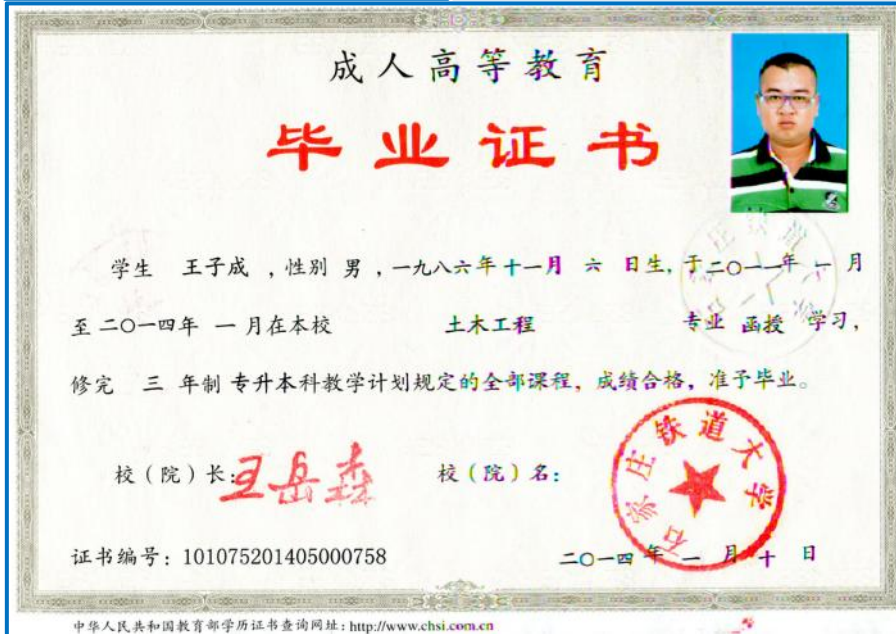 成人高等教育
毕业证书
学生 王子成 ，性别 男 ，一九八六年十一月 六 日生，于二〇一一年 一 月
至二〇一四年 一 月在本校 土木工程 专业 函授 学习，
修完 三 年制 专升本科教学计划规定的全部课程，成绩合格，准予毕业。
校（院）长：王岳森 校（院）名：
石家庄铁道大学
证书编号：101075201405000758 二〇一四 年 一 月 十 日
中华人民共和国教育部学历证书查询网址：http://www.chsi.com.cn